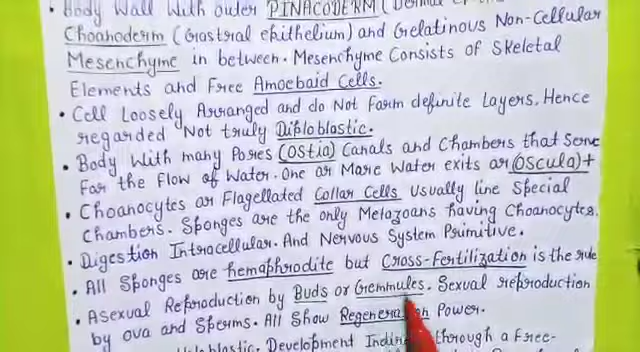 • Body Wall With outer PINACODERM (
Choanoderm (Gastral epithelium) and Gelatinous Non-Cellular
Mesenchyme in between. Mesenchyme Consists of Skeletal
Elements and Free Amoebaid Cells.
• Cell Loosely Arranged and do Not Form definite Layers. Hence
regarded Not truly Diploblastic.
• Body With many Pores (Ostia) Canals and Chambers that Serve
For the Flow of Water. One or More Water exits or (Oscula)+
• Choanocytes or Flagellated Collar Cells Usually line Special
Chambers. Sponges are the only Metazoans having Choanocytes.
• Digestion Intracellular. And Nervous System Primitive.
• All Sponges are hemaphrodite but Cross-Fertilization is the rule
• Asexual Reproduction by Buds or Gemmules. Sexual reproduction
by ova and Sperms. All Show Power.
Development through a Free-